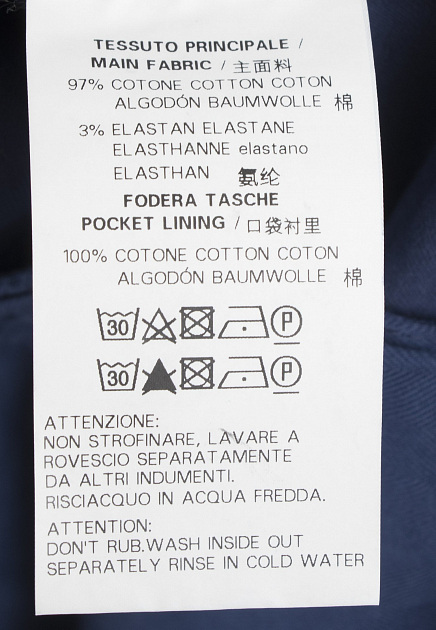 TESSUTO PRINCIPALE /
MAIN FABRIC / 主面料
97% COTONE COTTON COTON
ALGODÓN BAUMWOLLE 棉
3% ELASTAN ELASTANE
ELASTHANNE elastano
ELASTHAN 氨纶
FODERA TASCHE
POCKET LINING / 口袋衬里
100% COTONE COTTON COTON
ALGODÓN BAUMWOLLE 棉
30 P
30 P
ATTENZIONE:
NON STROFINARE, LAVARE A
ROVESCIO SEPARATAMENTE
DA ALTRI INDUMENTI.
RISCIACQUO IN ACQUA FREDDA.
ATTENTION:
DON'T RUB.WASH INSIDE OUT
SEPARATELY RINSE IN COLD WATER